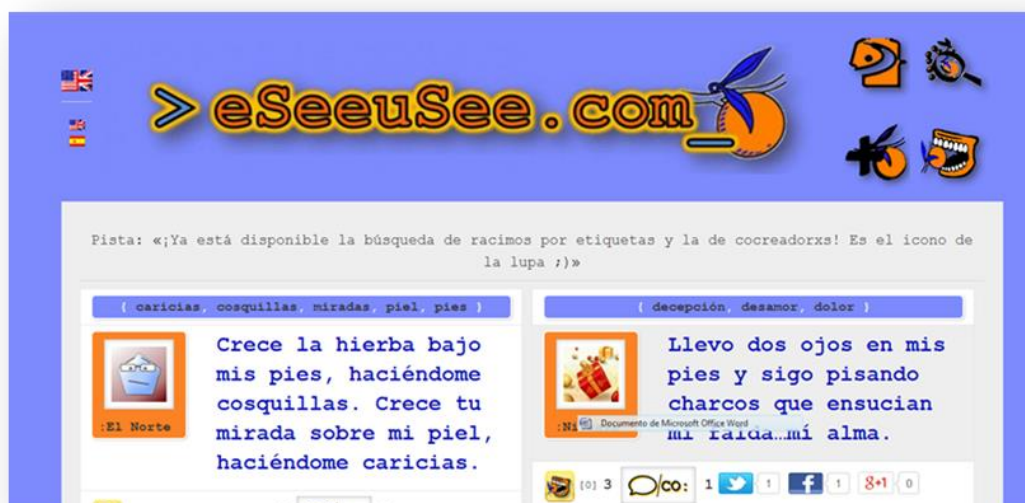 > eSeeuSee.com_
Pista: «¡Ya está disponible la búsqueda de racimos por etiquetas y la de cocreadorxs! Es el icono de
la lupa ;)»
( caricias, cosquillas, miradas, piel, pies )
Crece la hierba bajo
mis pies, haciéndome
cosquillas. Crece tu
mirada sobre mi piel,
haciéndome caricias.
:El Norte
( decepción, desamor, dolor )
Llevo dos ojos en mis
pies y sigo pisando
charcos que ensucian
mi raída…mí alma.
:Ni
Documento de Microsoft Office Word
[0] 3 /co: 1 1 f 1 g+1 0